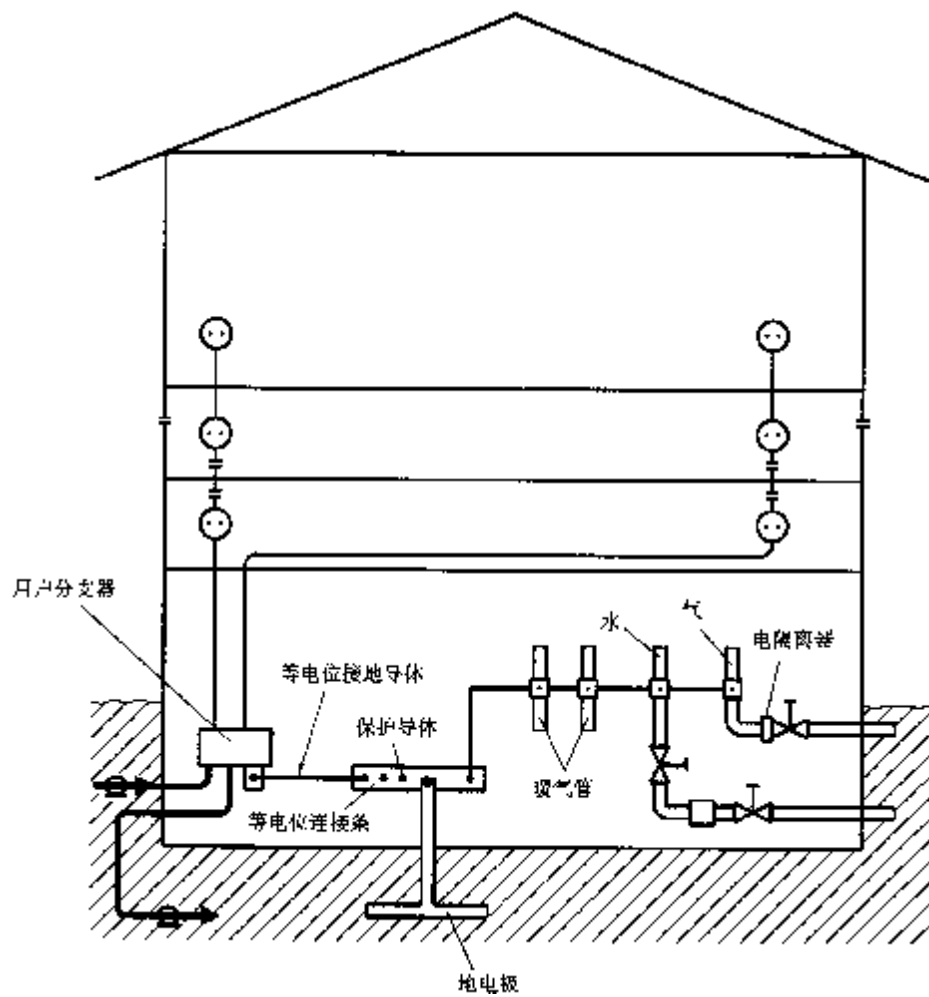 用户分支器
水
气
电隔离器
等电位接地导体
保护导体
暖气管
等电位连接条
地电极